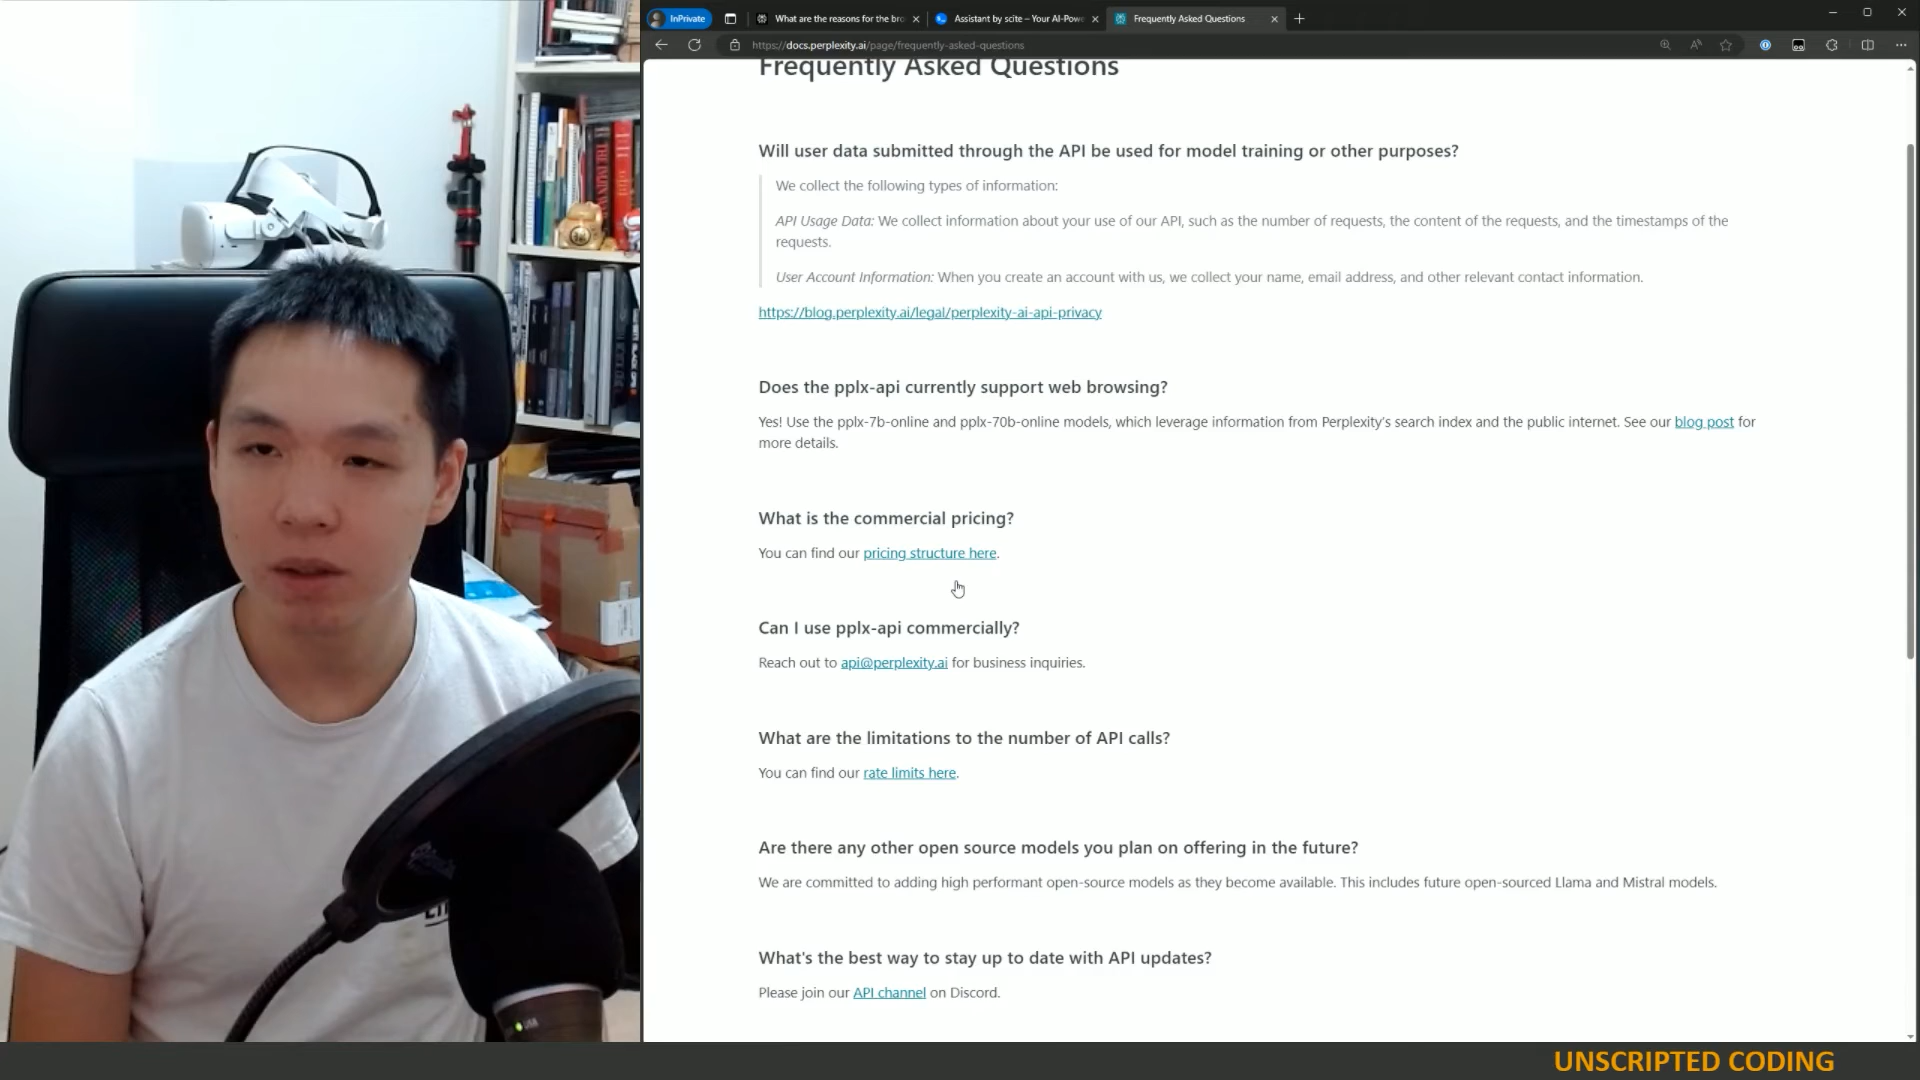 InPrivate
What are the reasons for the bro
Assistant by scite – Your AI-Powe
Frequently Asked Questions
https://docs.perplexity.ai/page/frequently-asked-questions
Frequently Asked Questions
Will user data submitted through the API be used for model training or other purposes?
We collect the following types of information:
API Usage Data: We collect information about your use of our API, such as the number of requests, the content of the requests, and the timestamps of the
requests.
User Account Information: When you create an account with us, we collect your name, email address, and other relevant contact information.
https://blog.perplexity.ai/legal/perplexity-ai-api-privacy
Does the pplx-api currently support web browsing?
Yes! Use the pplx-7b-online and pplx-70b-online models, which leverage information from Perplexity's search index and the public internet. See our blog post for
more details.
What is the commercial pricing?
You can find our pricing structure here.
Can I use pplx-api commercially?
Reach out to api@perplexity.ai for business inquiries.
What are the limitations to the number of API calls?
You can find our rate limits here.
Are there any other open source models you plan on offering in the future?
We are committed to adding high performant open-source models as they become available. This includes future open-sourced Llama and Mistral models.
What's the best way to stay up to date with API updates?
Please join our API channel on Discord.
UNSCRIPTED CODING